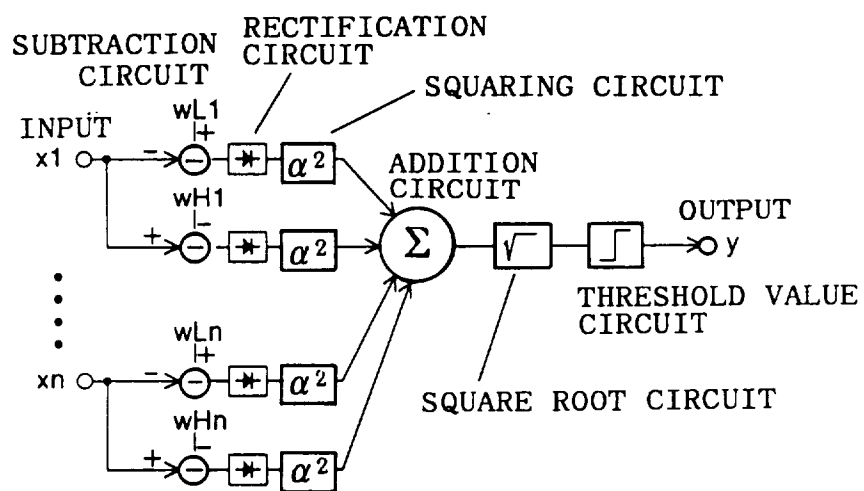 SUBTRACTION
CIRCUIT
RECTIFICATION
CIRCUIT
SQUARING CIRCUIT
INPUT
wL1
+
x1
−
−
α²
ADDITION
CIRCUIT
wH1
−
+
−
α²
Σ
√
OUTPUT
y
THRESHOLD VALUE
CIRCUIT
wLn
+
xn
−
−
α²
SQUARE ROOT CIRCUIT
wHn
−
+
−
α²